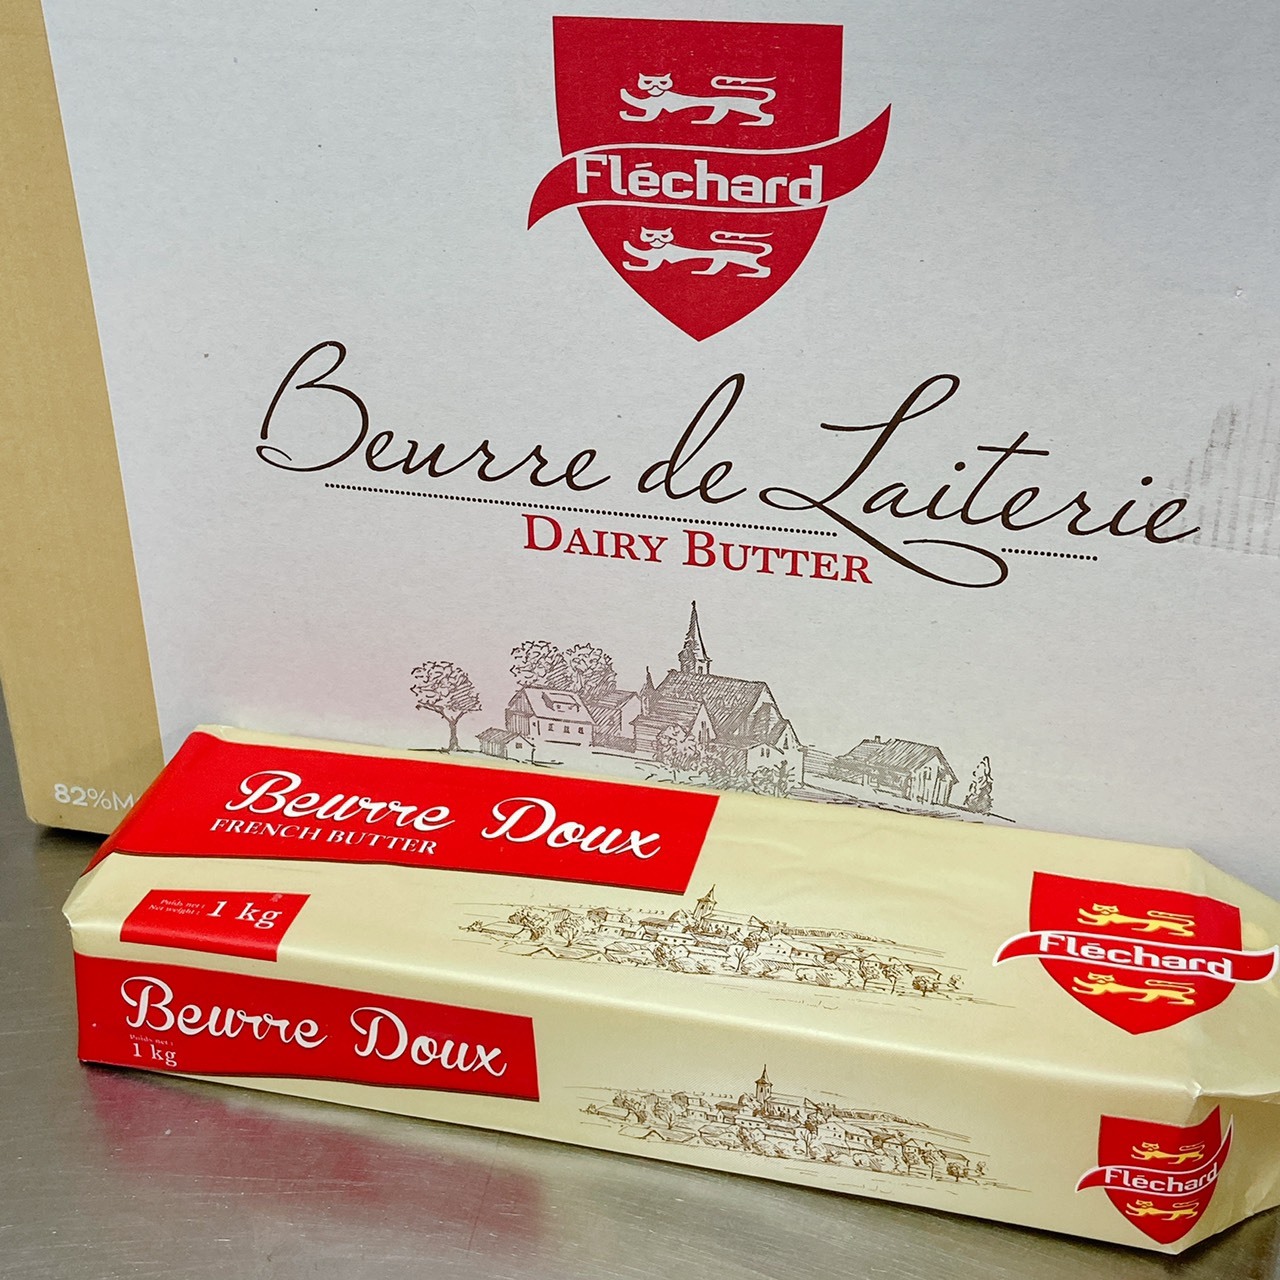 Fléchard
Beurre de Laiterie
DAIRY BUTTER
82%M
Beurre Doux
FRENCH BUTTER
Poids net :
Net weight : 1 kg
Fléchard
Beurre Doux
Poids net :
1 kg
Fléchard